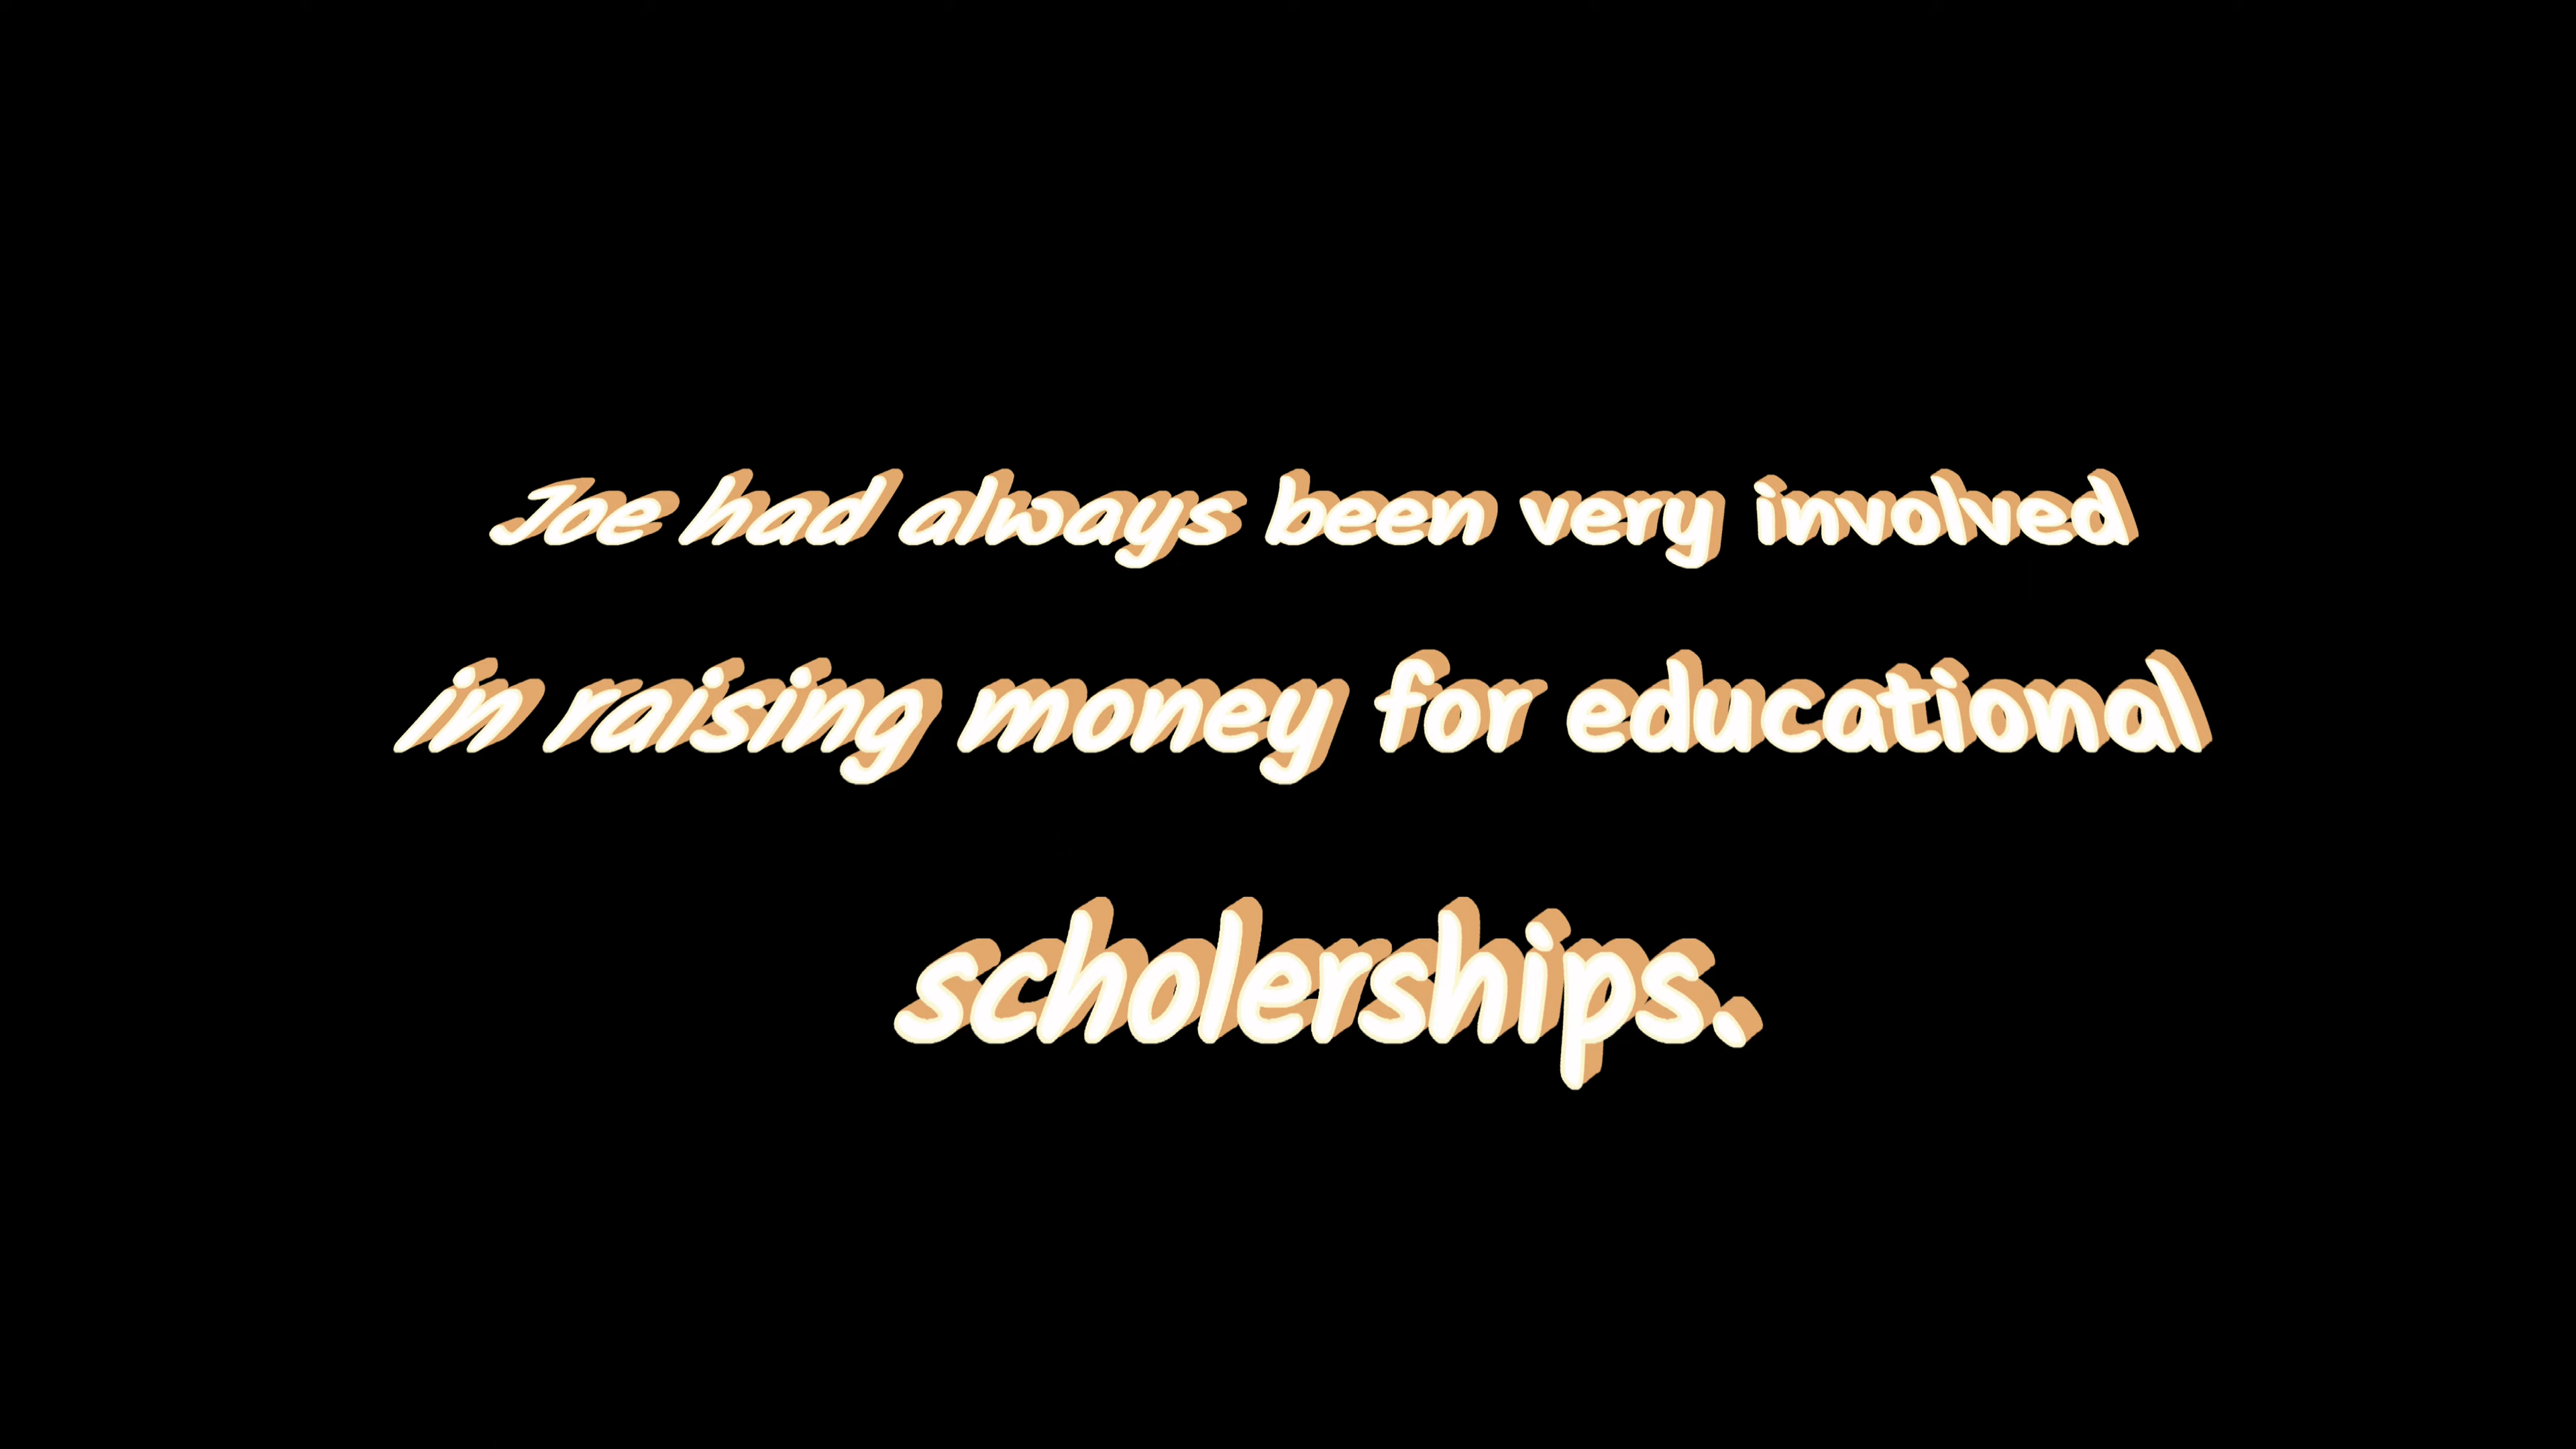 Joe had always been very involved
in raising money for educational
scholerships.